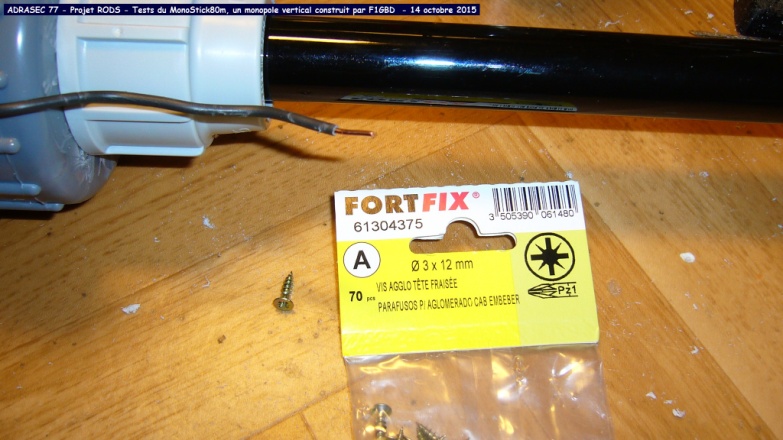 ADRASEC 77 - Projet RODS - Tests du MonoStick80m, un monopole vertical construit par F1GBD - 14 octobre 2015
FORTFIX®
61304375
3 505390 061480
A
Ø 3 x 12 mm
70 pcs
VIS AGGLO TÊTE FRAISÉE
PARAFUSOS P/ AGLOMERADO CAB EMBEBER
Pz1